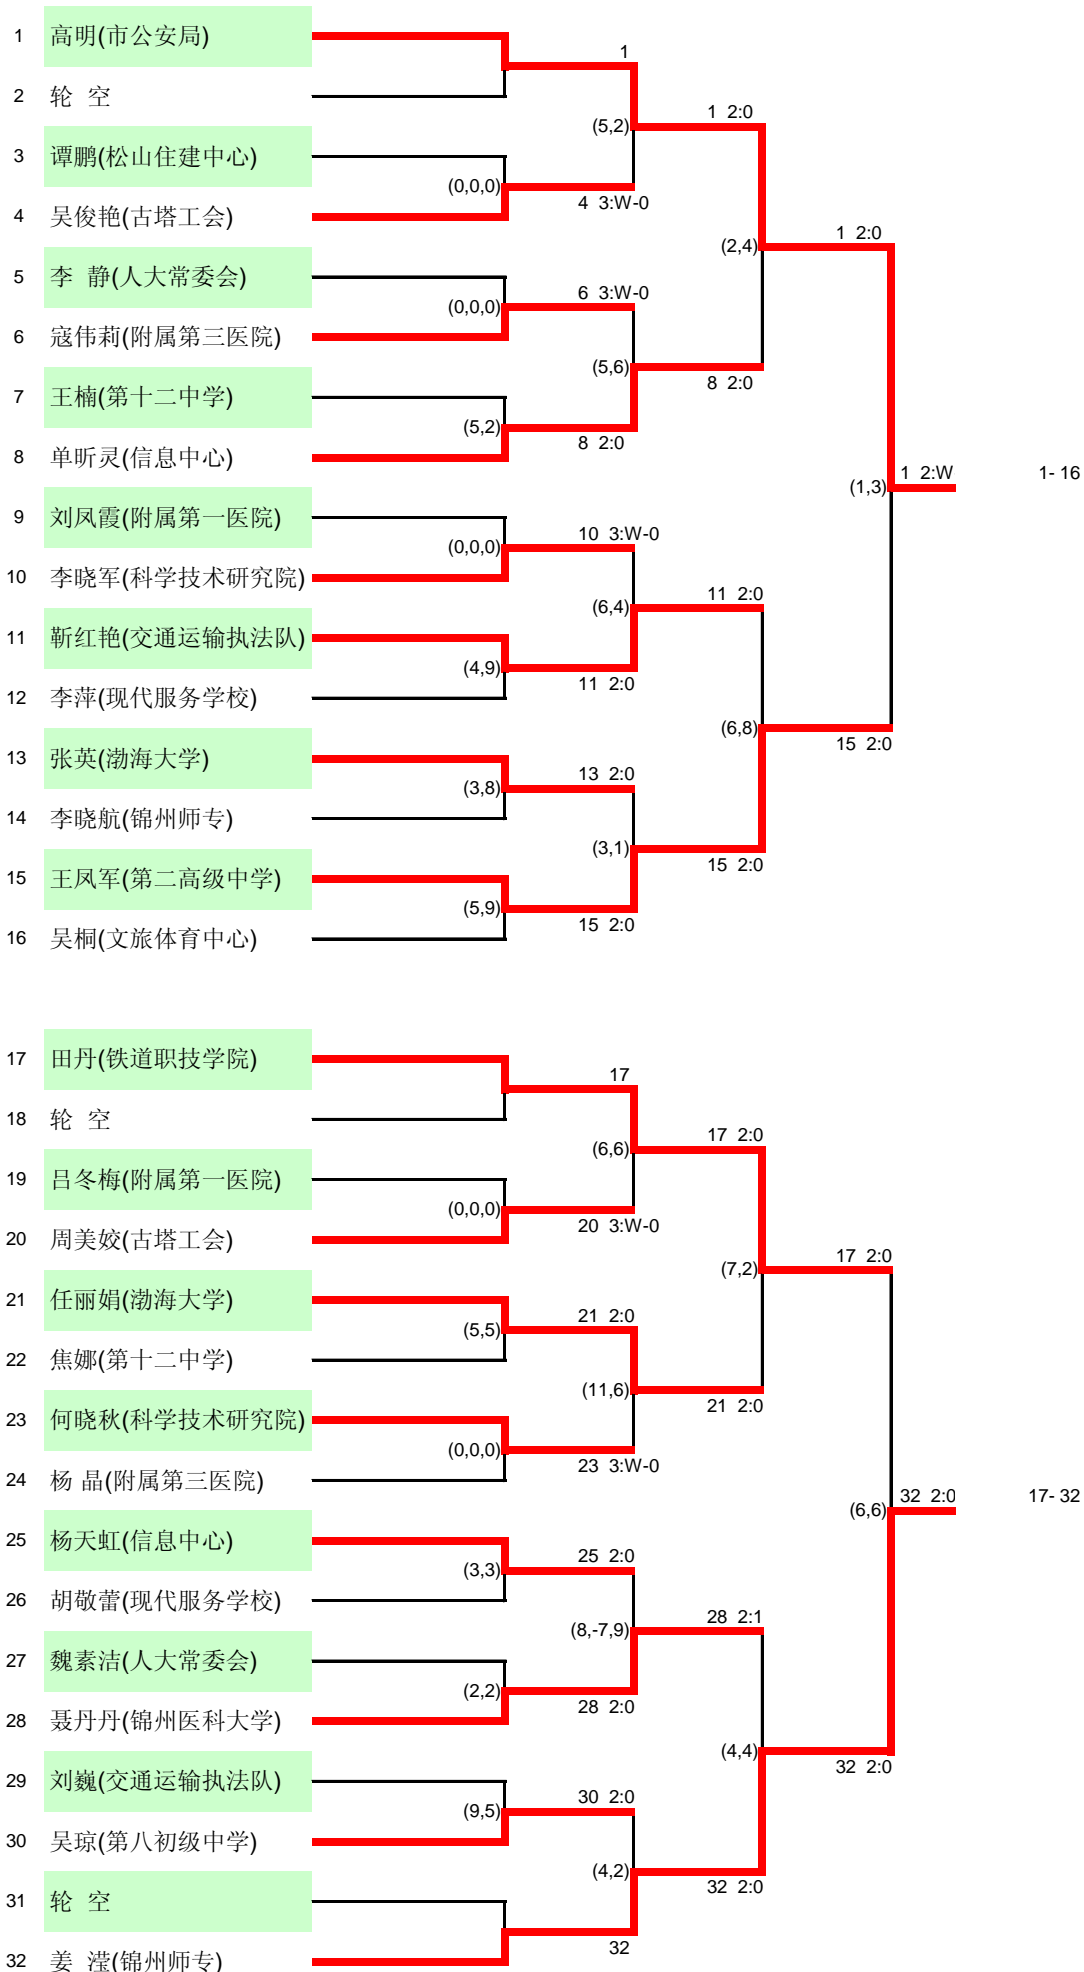 1 高明(市公安局)
1
2 轮 空
1 2:0
(5,2)
3 谭鹏(松山住建中心)
(0,0,0)
4 3:W-0
4 吴俊艳(古塔工会)
1 2:0
(2,4)
5 李 静(人大常委会)
6 3:W-0
(0,0,0)
6 寇伟莉(附属第三医院)
(5,6)
8 2:0
7 王楠(第十二中学)
(5,2)
8 2:0
8 单昕灵(信息中心)
1 2:W
1- 16
(1,3)
9 刘凤霞(附属第一医院)
10 3:W-0
(0,0,0)
10 李晓军(科学技术研究院)
11 2:0
(6,4)
11 靳红艳(交通运输执法队)
(4,9)
11 2:0
12 李萍(现代服务学校)
(6,8)
15 2:0
13 张英(渤海大学)
13 2:0
(3,8)
14 李晓航(锦州师专)
(3,1)
15 2:0
15 王凤军(第二高级中学)
(5,9)
15 2:0
16 吴桐(文旅体育中心)
17 田丹(铁道职技学院)
17
18 轮 空
17 2:0
(6,6)
19 吕冬梅(附属第一医院)
(0,0,0)
20 3:W-0
20 周美姣(古塔工会)
17 2:0
(7,2)
21 任丽娟(渤海大学)
21 2:0
(5,5)
22 焦娜(第十二中学)
(11,6)
21 2:0
23 何晓秋(科学技术研究院)
(0,0,0)
23 3:W-0
24 杨 晶(附属第三医院)
32 2:0
17- 32
(6,6)
25 杨天虹(信息中心)
25 2:0
(3,3)
26 胡敬蕾(现代服务学校)
28 2:1
(8,-7,9)
27 魏素洁(人大常委会)
(2,2)
28 2:0
28 聂丹丹(锦州医科大学)
(4,4)
32 2:0
29 刘巍(交通运输执法队)
30 2:0
(9,5)
30 吴琼(第八初级中学)
(4,2)
32 2:0
31 轮 空
32
32 姜 滢(锦州师专)